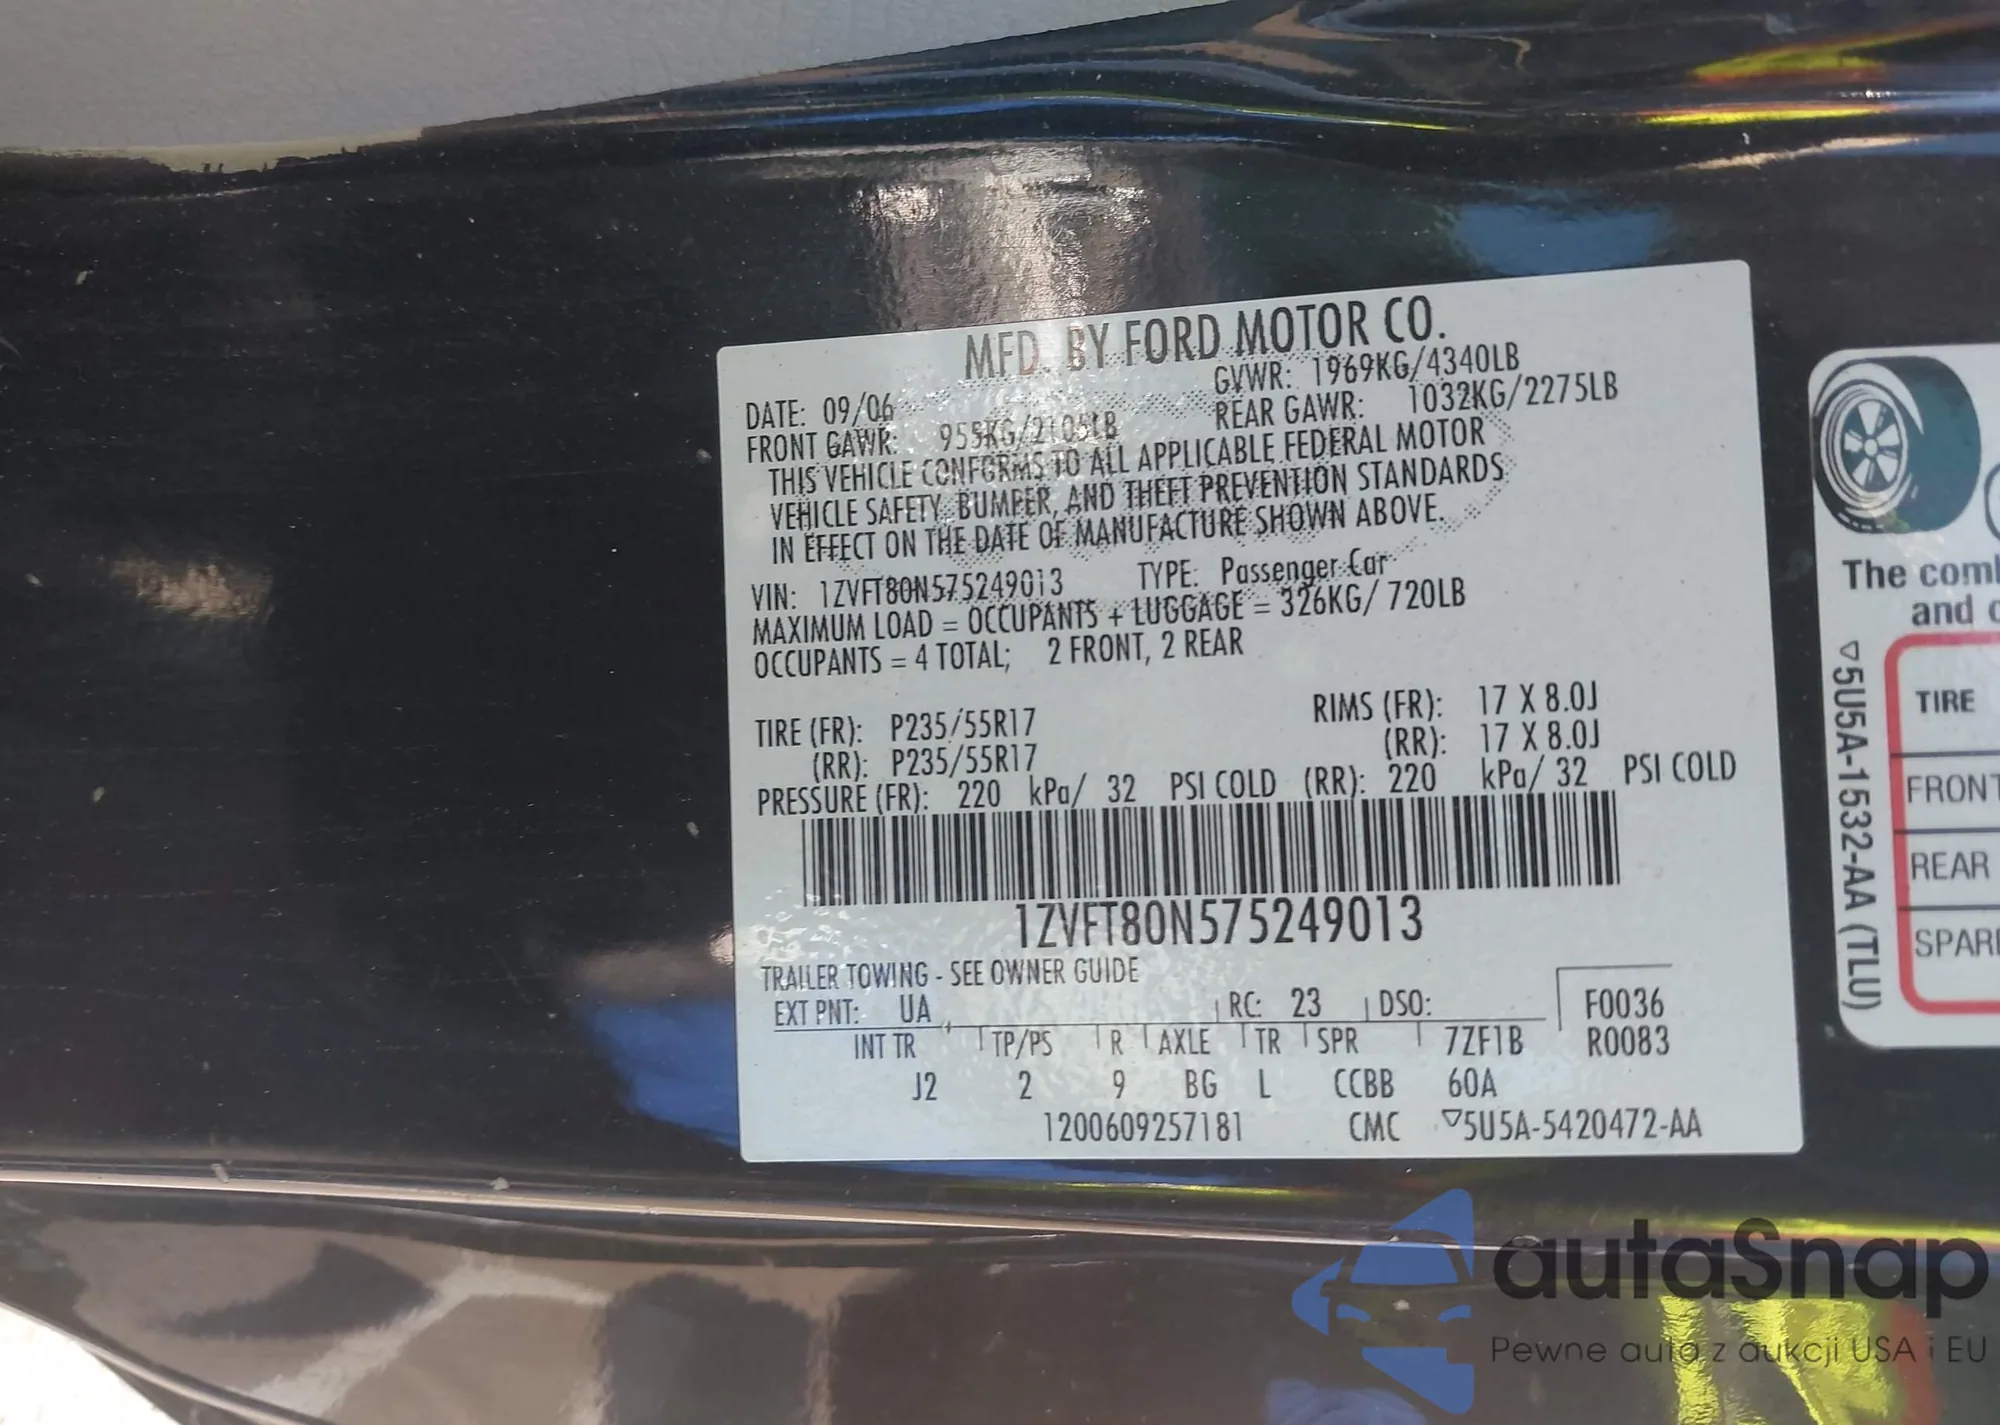 MFD. BY FORD MOTOR CO.
DATE: 09/06 GVWR: 1969KG/4340LB
FRONT GAWR: 955KG/2105LB REAR GAWR: 1032KG/2275LB
THIS VEHICLE CONFORMS TO ALL APPLICABLE FEDERAL MOTOR
VEHICLE SAFETY, BUMPER, AND THEFT PREVENTION STANDARDS
IN EFFECT ON THE DATE OF MANUFACTURE SHOWN ABOVE.
VIN: 1ZVFT80N575249013 TYPE: Passenger Car
MAXIMUM LOAD = OCCUPANTS + LUGGAGE = 326KG/ 720LB
OCCUPANTS = 4 TOTAL; 2 FRONT, 2 REAR
TIRE (FR): P235/55R17 RIMS (FR): 17 X 8.0J
(RR): P235/55R17 (RR): 17 X 8.0J
PRESSURE (FR): 220 kPa/ 32 PSI COLD (RR): 220 kPa/ 32 PSI COLD
1ZVFT80N575249013
TRAILER TOWING - SEE OWNER GUIDE
EXT PNT: UA RC: 23 DSO: F0036
INT TR TP/PS R AXLE TR SPR 7ZF1B R0083
J2 2 9 BG L CCBB 60A
1200609257181 CMC ▽5U5A-5420472-AA
The com
and
▽5U5A-1532-AA (TLU)
TIRE
FRONT
REAR
SPAR
autaSnap
Pewne auto z aukcji USA i EU